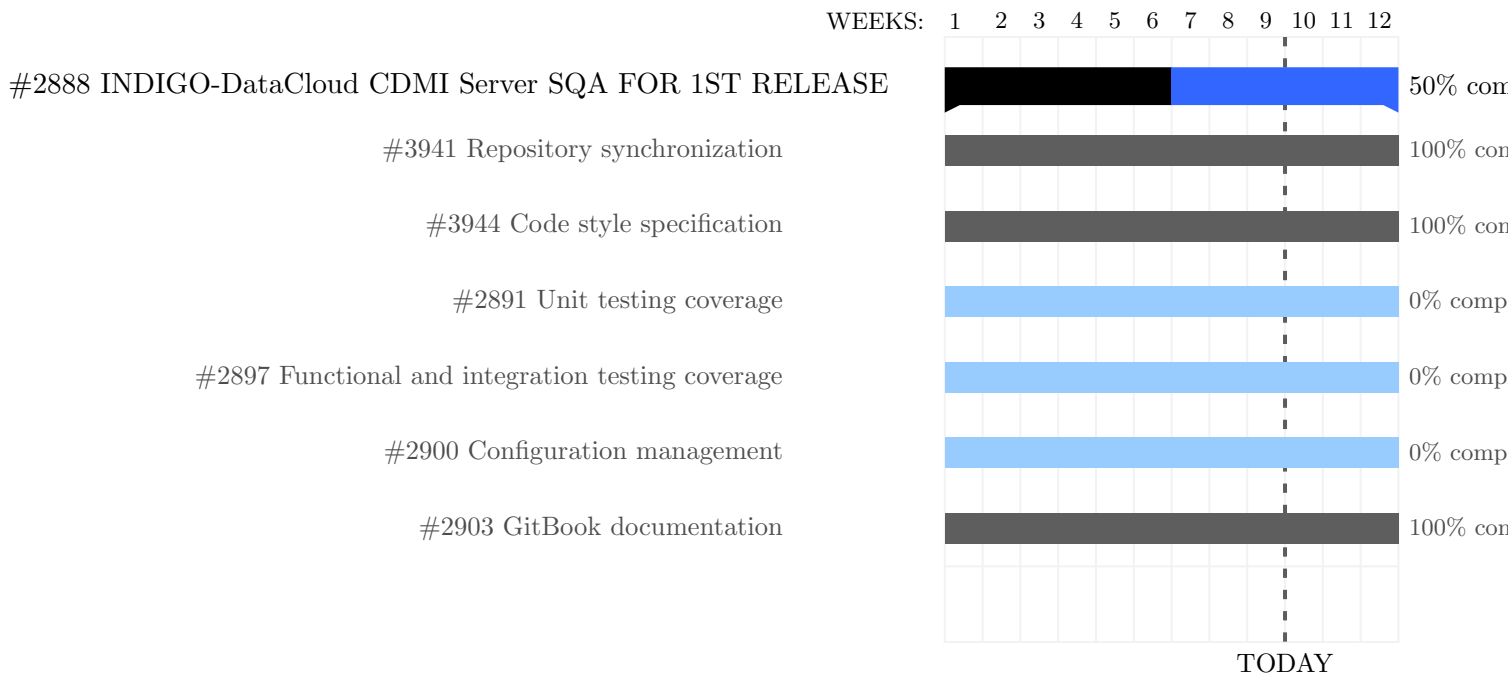 WEEKS: 1 2 3 4 5 6 7 8 9 10 11 12
#2888 INDIGO-DataCloud CDMI Server SQA FOR 1ST RELEASE 50% com
#3941 Repository synchronization 100% com
#3944 Code style specification 100% com
#2891 Unit testing coverage 0% comp
#2897 Functional and integration testing coverage 0% comp
#2900 Configuration management 0% comp
#2903 GitBook documentation 100% com
TODAY